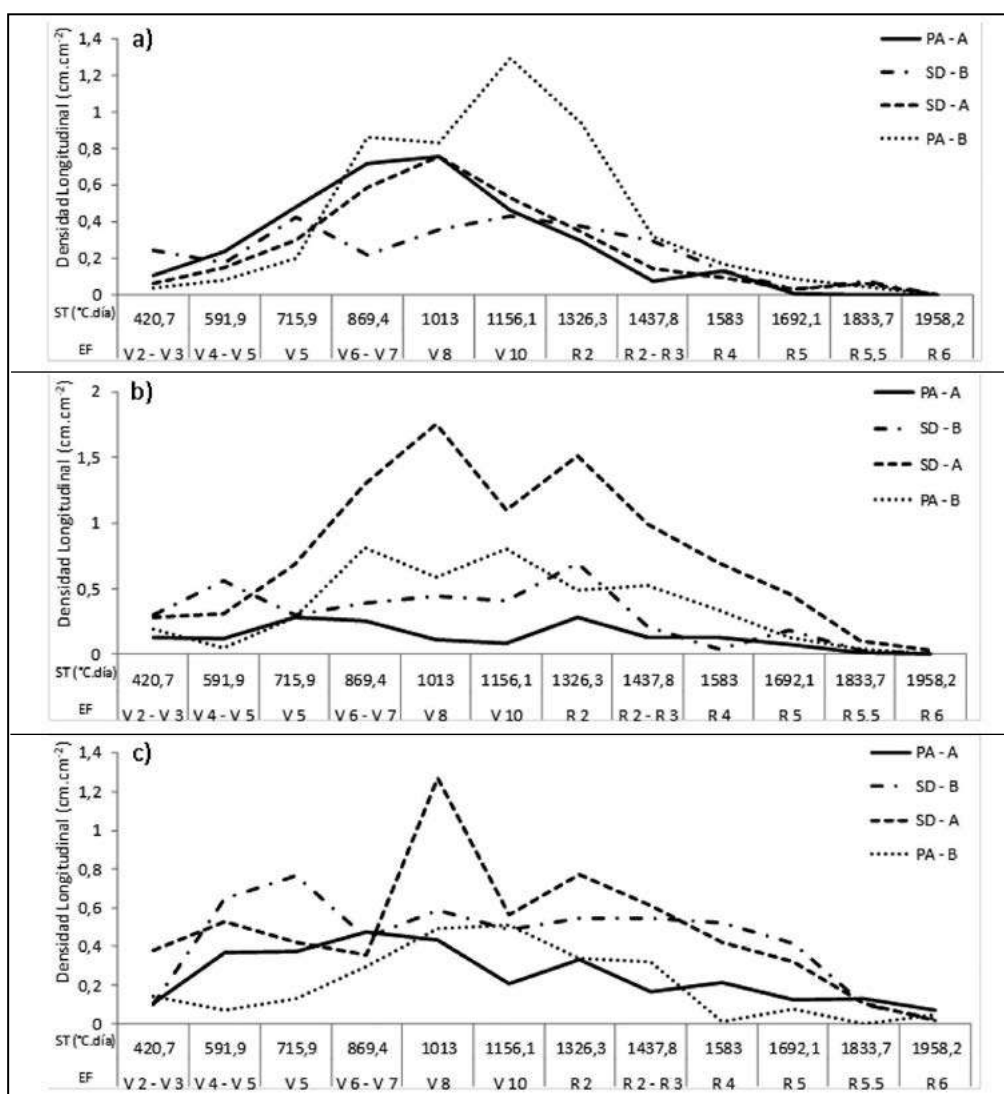 a)
Densidad Longitudinal (cm.cm-2)
1,4
1,2
1
0,8
0,6
0,4
0,2
0
PA - A
SD - B
SD - A
PA - B
ST (°C.día) 420,7 591,9 715,9 869,4 1013 1156,1 1326,3 1437,8 1583 1692,1 1833,7 1958,2
EF V 2 - V 3 V 4 - V 5 V 5 V 6 - V 7 V 8 V 10 R 2 R 2 - R 3 R 4 R 5 R 5,5 R 6
b)
Densidad Longitudinal (cm.cm-2)
2
1,5
1
0,5
0
PA - A
SD - B
SD - A
PA - B
ST (°C.día) 420,7 591,9 715,9 869,4 1013 1156,1 1326,3 1437,8 1583 1692,1 1833,7 1958,2
EF V 2 - V 3 V 4 - V 5 V 5 V 6 - V 7 V 8 V 10 R 2 R 2 - R 3 R 4 R 5 R 5.5 R 6
c)
Densidad Longitudinal (cm.cm-2)
1,4
1,2
1
0,8
0,6
0,4
0,2
0
PA - A
SD - B
SD - A
PA - B
ST (°C.día) 420,7 591,9 715,9 869,4 1013 1156,1 1326,3 1437,8 1583 1692,1 1833,7 1958,2
EF V 2 - V 3 V 4 - V 5 V 5 V 6 - V 7 V 8 V 10 R 2 R 2 - R 3 R 4 R 5 R 5.5 R 6